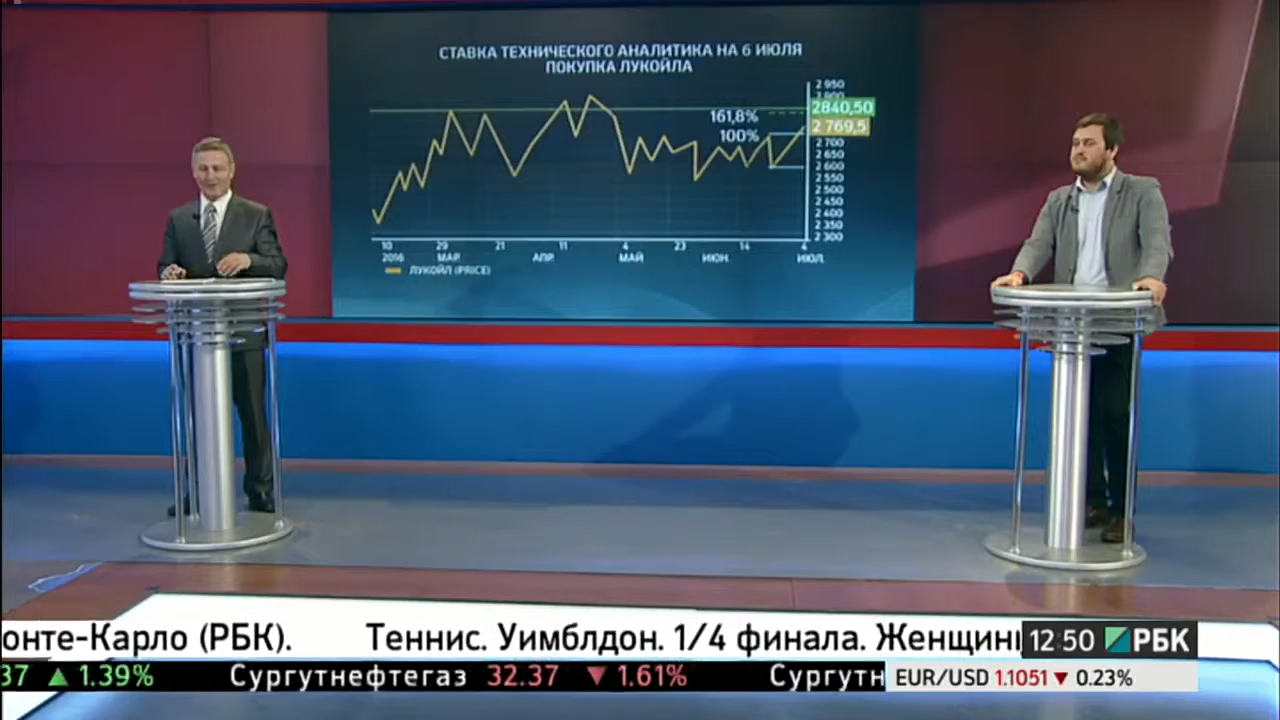 СТАВКА ТЕХНИЧЕСКОГО АНАЛИТИКА НА 6 ИЮЛЯ
ПОКУПКА ЛУКОЙЛА
2 950
2 900
2840,50
161,8%
2 769,5
100%
2 700
2 650
2 600
2 550
2 500
2 450
2 400
2 350
2 300
10 29 21 11 4 23 14 4
2016 МАР. АПР. МАЙ ИЮН. ИЮЛ.
ЛУКОЙЛ (PRICE)
онте-Карло (РБК). Теннис. Уимблдон. 1/4 финала. Женщины
12:50 РБК
37 ▲ 1.39% Сургутнефтегаз 32.37 ▼ 1.61% Сургутн
EUR/USD 1.1051 ▼ 0.23%